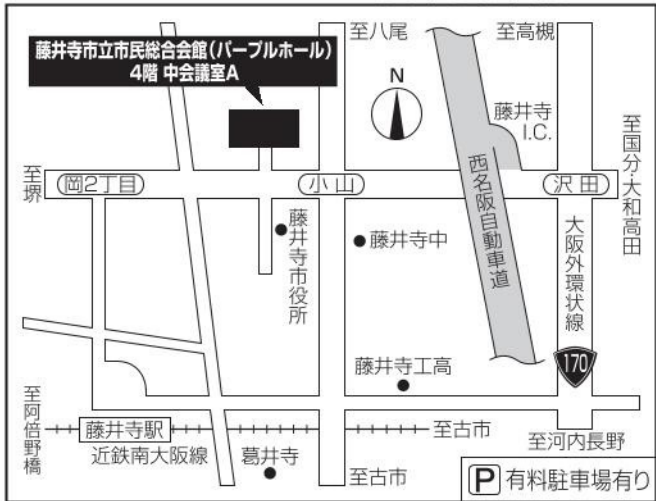 藤井寺市立市民総合会館(パープルホール)
4階 中会議室A
至八尾
至高槻
N
藤井寺
I.C.
至国分・大和高田
至堺
岡2丁目
小山
沢田
西名阪自動車道
藤井寺市役所
藤井寺中
大阪外環状線
170
藤井寺工高
至阿倍野橋
藤井寺駅
至古市
近鉄南大阪線
葛井寺
至河内長野
至古市
P 有料駐車場有り